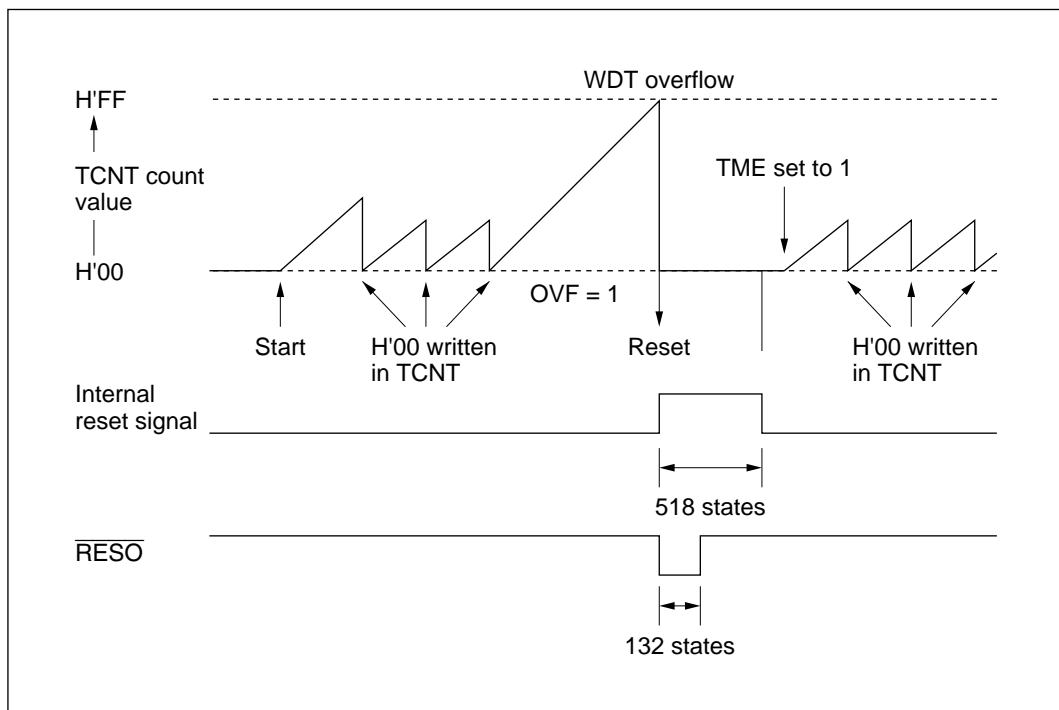 WDT overflow
H'FF
TCNT count
value
TME set to 1
H'00
OVF = 1
Start
H'00 written
in TCNT
Reset
H'00 written
in TCNT
Internal
reset signal
518 states
RESO
132 states